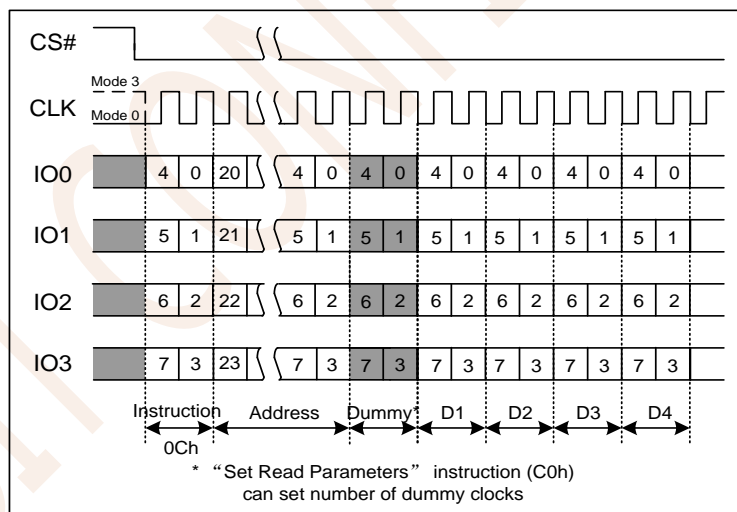 CS#
Mode 3
CLK
Mode 0
IO0 4 0 20 4 0 4 0 4 0 4 0 4 0 4 0
IO1 5 1 21 5 1 5 1 5 1 5 1 5 1 5 1
IO2 6 2 22 6 2 6 2 6 2 6 2 6 2 6 2
IO3 7 3 23 7 3 7 3 7 3 7 3 7 3 7 3
Instruction Address Dummy* D1 D2 D3 D4
0Ch
* “Set Read Parameters” instruction (C0h)
can set number of dummy clocks